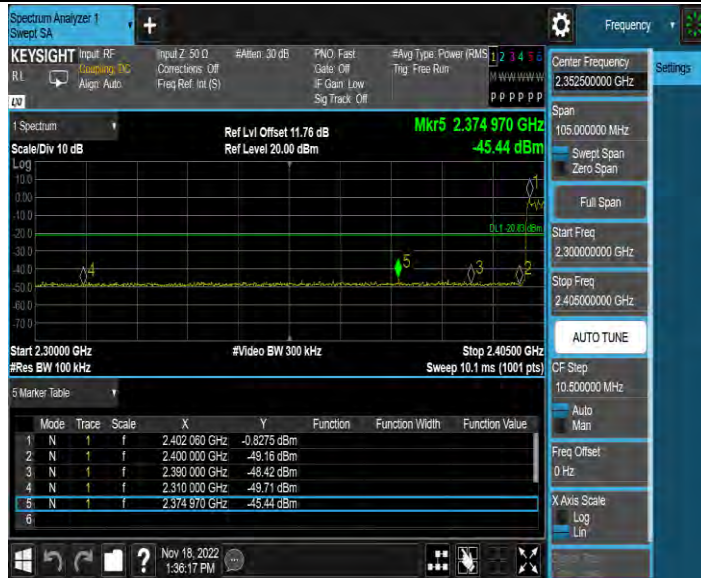 Spectrum Analyzer 1
Swept SA
+
Frequency
KEYSIGHT Input: RF Input Z: 50 Ω #Atten: 30 dB PNO: Fast #Avg Type: Power (RMS 1 2 3 4 5 6
RL Coupling: DC Corrections: Off Gate: Off Trig: Free Run M W W W W W
Align: Auto Freq Ref: Int (S) IF Gain: Low
Sig Track: Off P P P P P P
LXI
1 Spectrum
Scale/Div 10 dB
Ref Lvl Offset 11.76 dB
Ref Level 20.00 dBm
Mkr5 2.374 970 GHz
-45.44 dBm
Log
10.0
0.00
-10.0
-20.0
-30.0
-40.0
-50.0
-60.0
-70.0
1
DL1 -20.83 dBm
4
5
3
2
Start 2.30000 GHz #Video BW 300 kHz Stop 2.40500 GHz
#Res BW 100 kHz Sweep 10.1 ms (1001 pts)
5 Marker Table
Mode Trace Scale X Y Function Function Width Function Value
1 N 1 f 2.402 060 GHz -0.8275 dBm
2 N 1 f 2.400 000 GHz -49.16 dBm
3 N 1 f 2.390 000 GHz -48.42 dBm
4 N 1 f 2.310 000 GHz -49.71 dBm
5 N 1 f 2.374 970 GHz -45.44 dBm
6
?
Nov 18, 2022
1:36:17 PM
Center Frequency
2.352500000 GHz
Settings
Span
105.000000 MHz
Swept Span
Zero Span
Full Span
Start Freq
2.300000000 GHz
Stop Freq
2.405000000 GHz
AUTO TUNE
CF Step
10.500000 MHz
Auto
Man
Freq Offset
0 Hz
X Axis Scale
Log
Lin